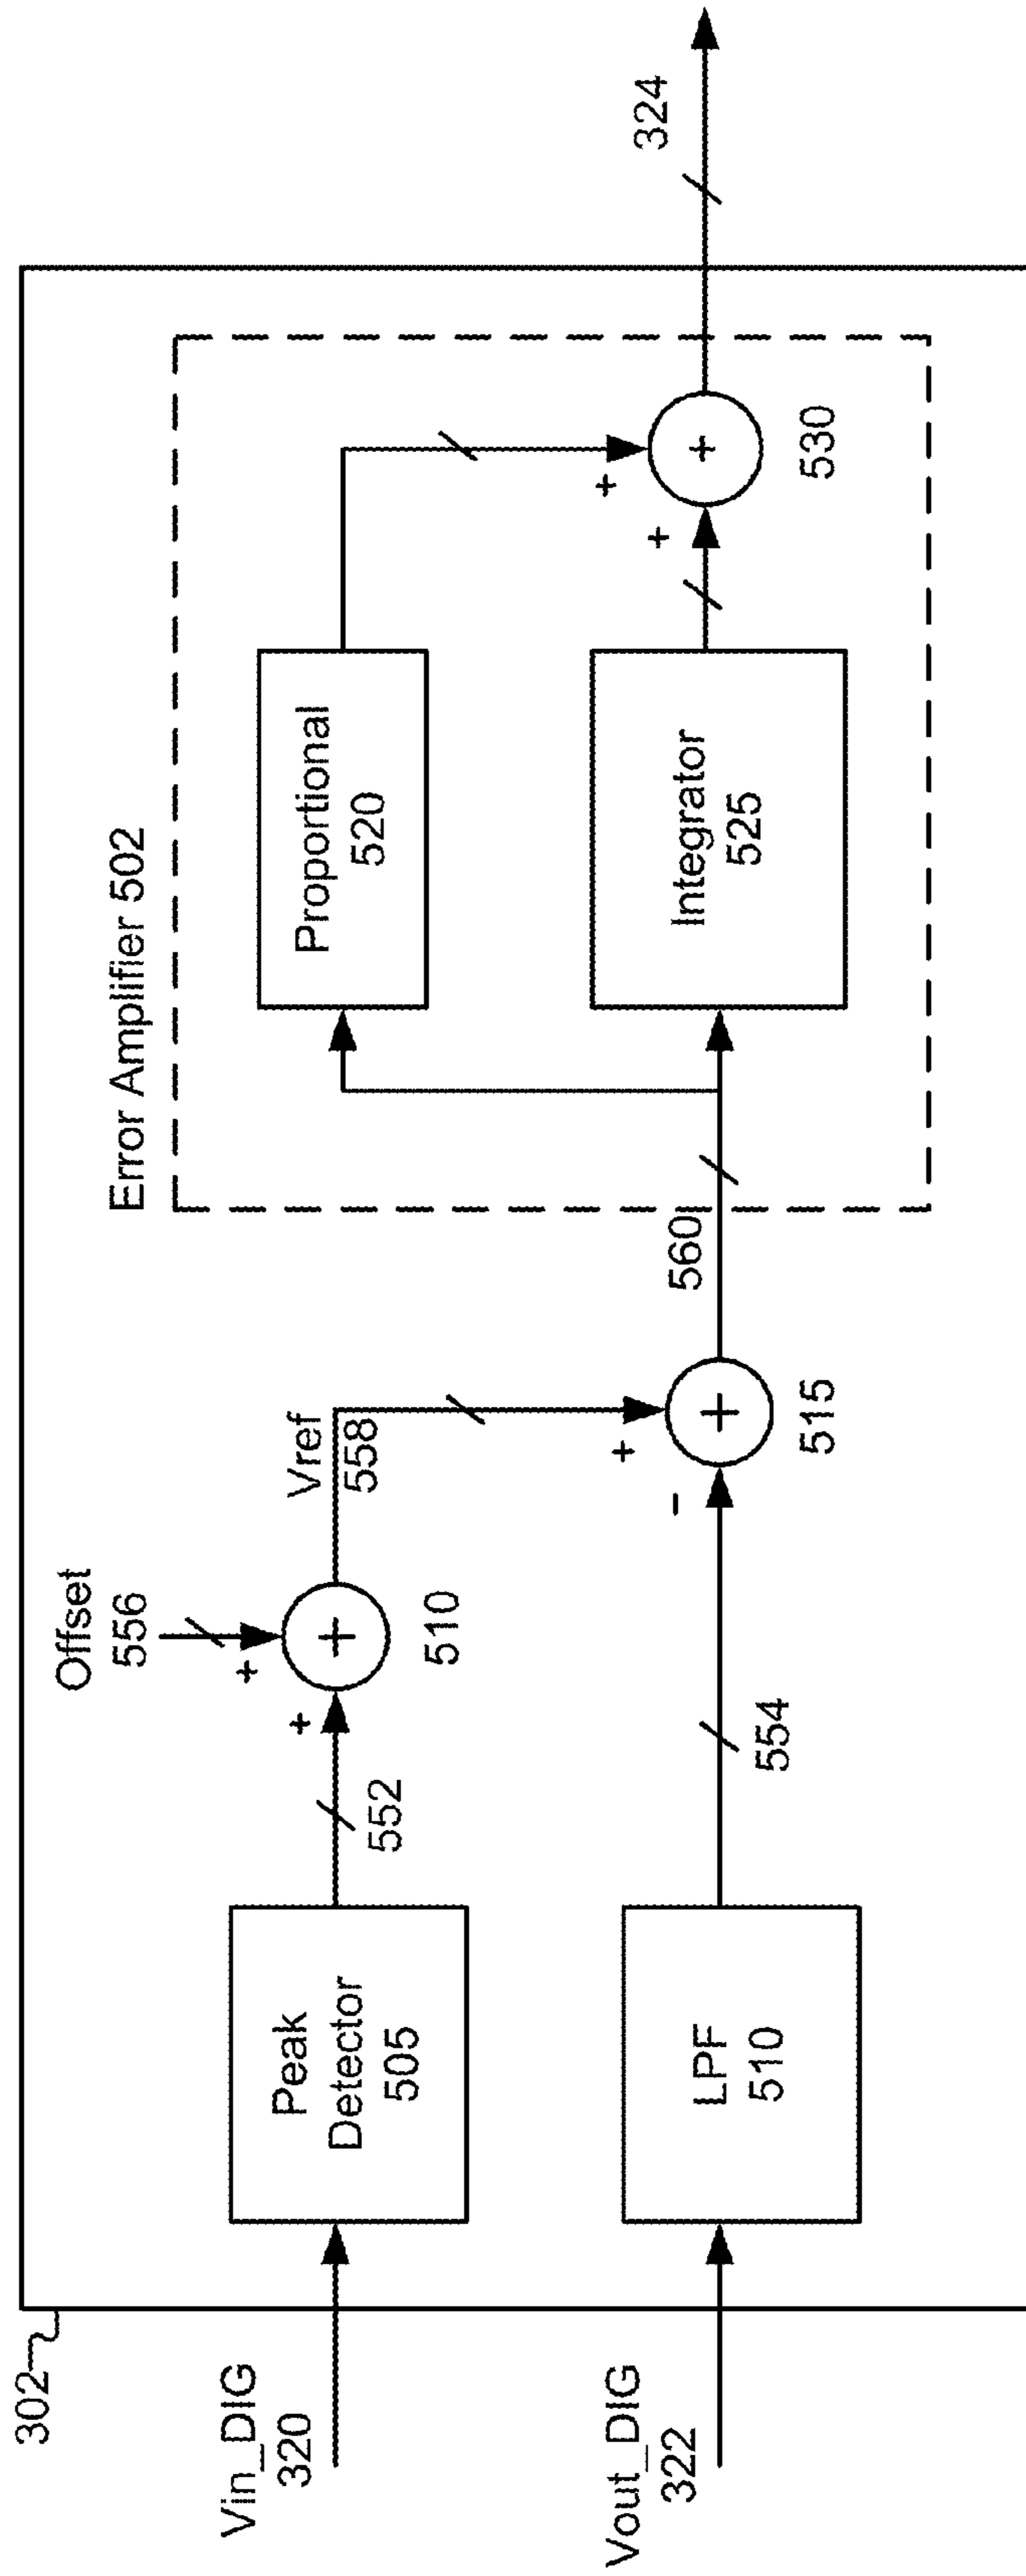 302
Error Amplifier 502
Offset
556
Vref
558
Proportional
520
324
Vin_DIG
320
Peak
Detector
505
+
552
+
+
510
+
+
+
530
Vout_DIG
322
LPF
510
554
-
+
+
515
560
Integrator
525
+